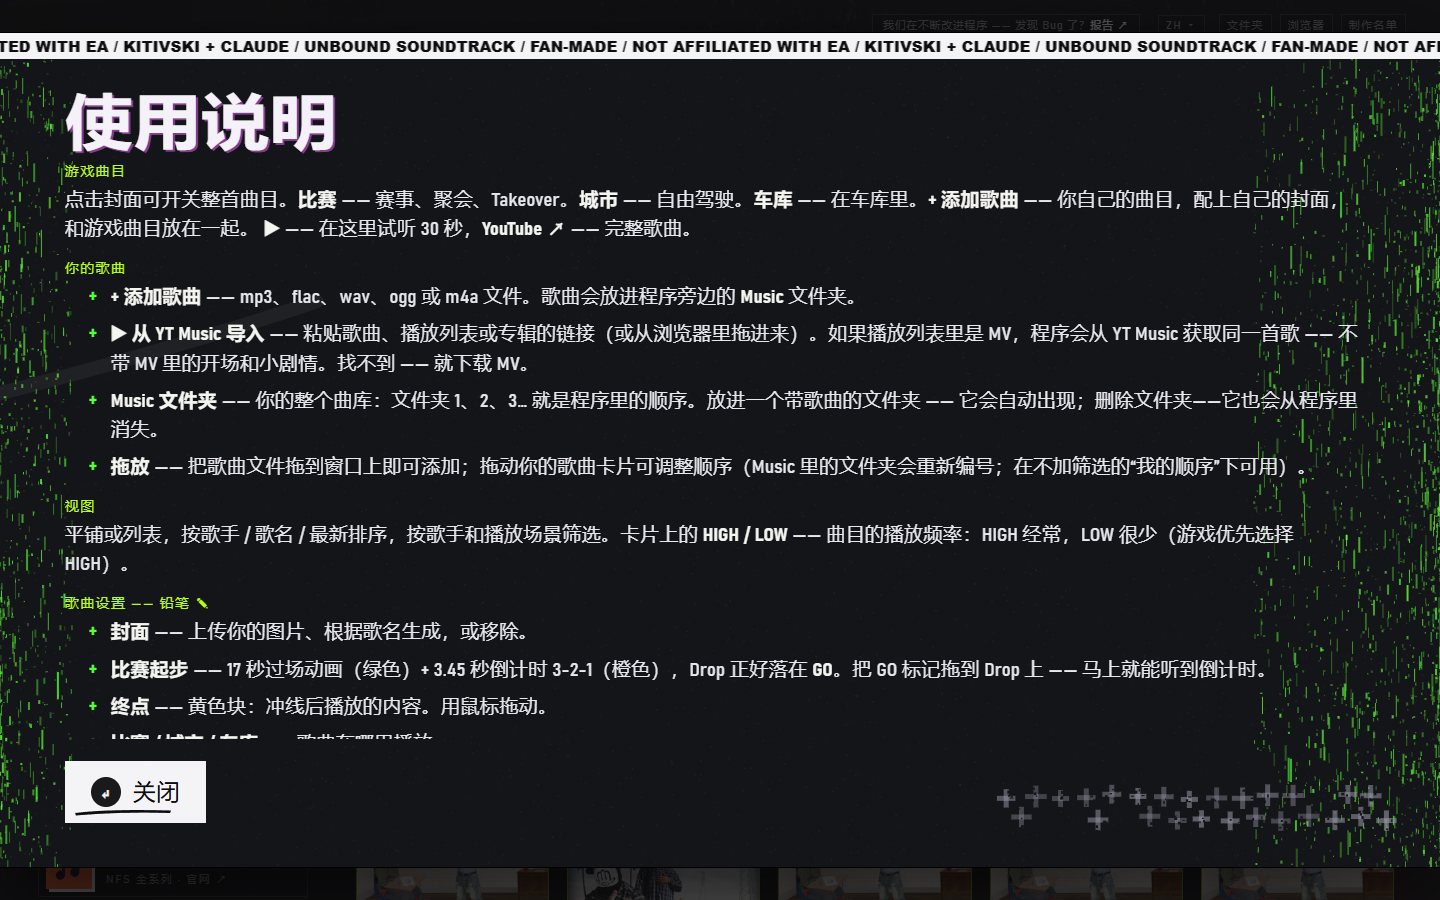 我们在不断改进程序 —— 发现 Bug 了？报告 ↗ ZH 文件夹 浏览器 制作名单
TED WITH EA / KITIVSKI + CLAUDE / UNBOUND SOUNDTRACK / FAN-MADE / NOT AFFILIATED WITH EA / KITIVSKI + CLAUDE / UNBOUND SOUNDTRACK / FAN-MADE / NOT AFFI
使用说明
游戏曲目
点击封面可开关整首曲目。比赛 —— 赛事、聚会、Takeover。城市 —— 自由驾驶。车库 —— 在车库里。+ 添加歌曲 —— 你自己的曲目，配上自己的封面，
和游戏曲目放在一起。▶ —— 在这里试听 30 秒，YouTube ↗ —— 完整歌曲。
你的歌曲
+ + 添加歌曲 —— mp3、flac、wav、ogg 或 m4a 文件。歌曲会放进程序旁边的 Music 文件夹。
+ ▶ 从 YT Music 导入 —— 粘贴歌曲、播放列表或专辑的链接（或从浏览器里拖进来）。如果播放列表里是 MV，程序会从 YT Music 获取同一首歌 —— 不
带 MV 里的开场和小剧情。找不到 —— 就下载 MV。
+ Music 文件夹 —— 你的整个曲库：文件夹 1、2、3… 就是程序里的顺序。放进一个带歌曲的文件夹 —— 它会自动出现；删除文件夹——它也会从程序里
消失。
+ 拖放 —— 把歌曲文件拖到窗口上即可添加；拖动你的歌曲卡片可调整顺序（Music 里的文件夹会重新编号；在不加筛选的“我的顺序”下可用）。
视图
平铺或列表，按歌手 / 歌名 / 最新排序，按歌手和播放场景筛选。卡片上的 HIGH / LOW —— 曲目的播放频率：HIGH 经常，LOW 很少（游戏优先选择
HIGH）。
歌曲设置 —— 铅笔 ✎
+ 封面 —— 上传你的图片、根据歌名生成，或移除。
+ 比赛起步 —— 17 秒过场动画（绿色）+ 3.45 秒倒计时 3-2-1（橙色），Drop 正好落在 GO。把 GO 标记拖到 Drop 上 —— 马上就能听到倒计时。
+ 终点 —— 黄色块：冲线后播放的内容。用鼠标拖动。
比赛 / 城市 / 车库 —— 歌曲在哪里播放
关闭
NFS 全系列 · 官网 ↗